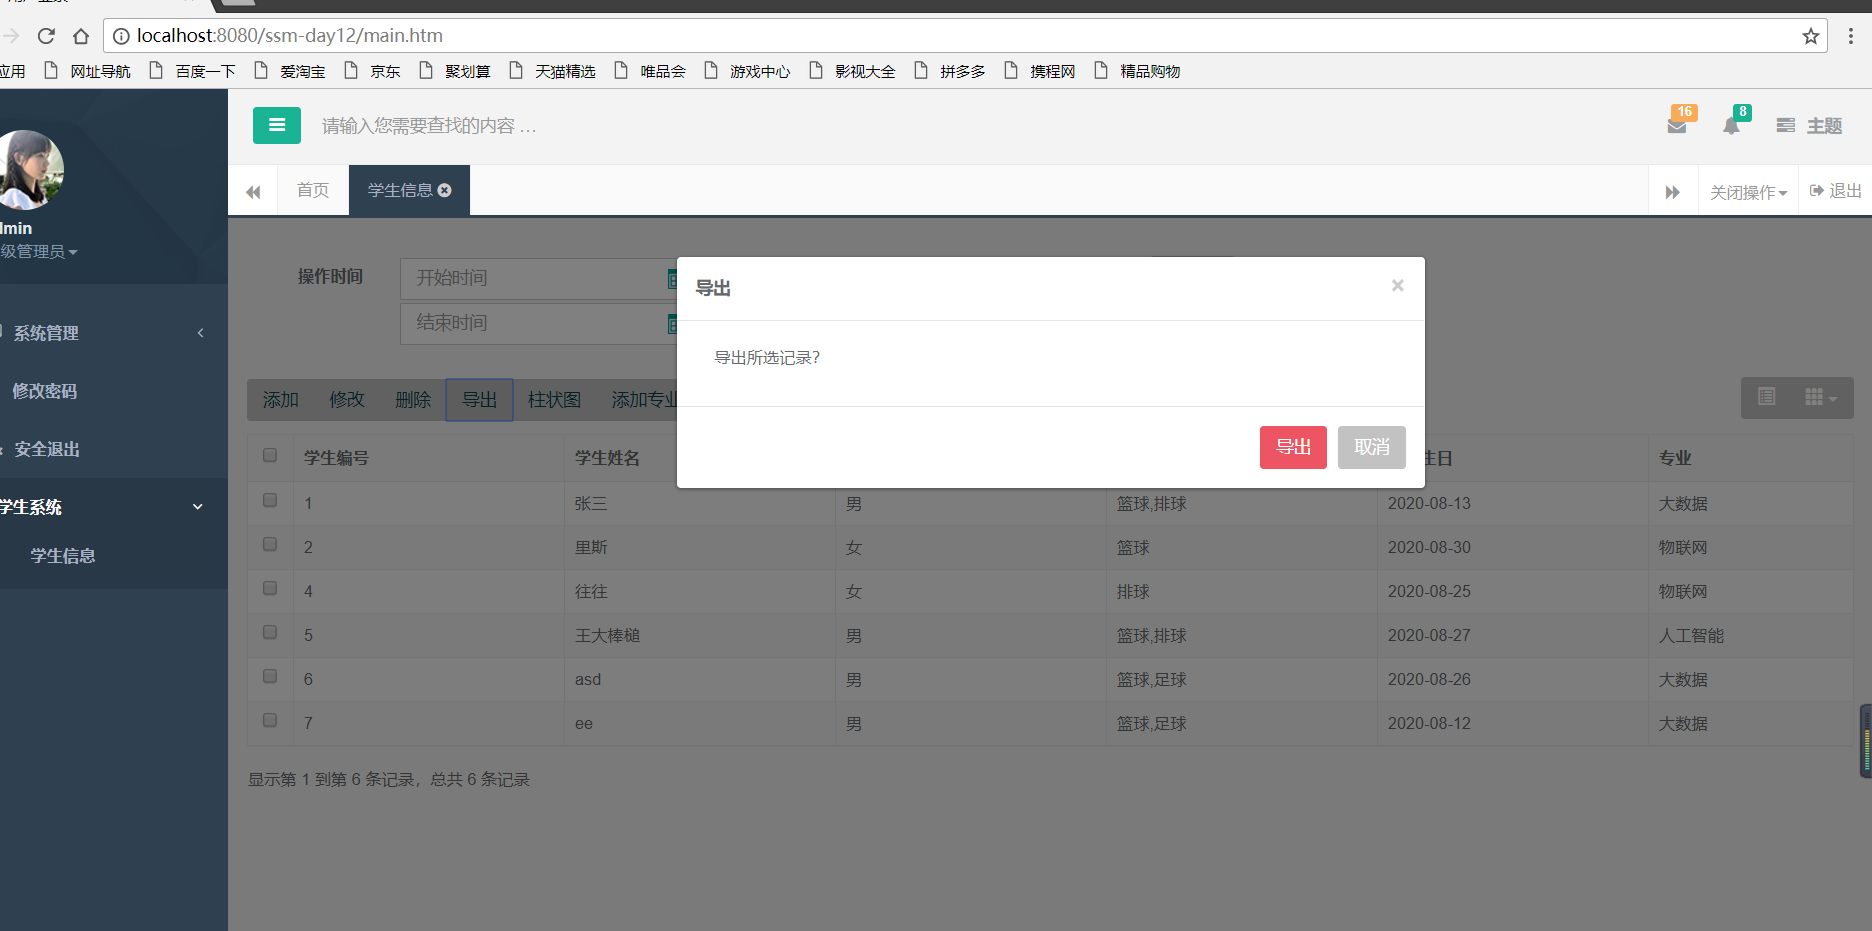 localhost:8080/ssm-day12/main.htm
应用 网址导航 百度一下 爱淘宝 京东 聚划算 天猫精选 唯品会 游戏中心 影视大全 拼多多 携程网 精品购物
请输入您需要查找的内容 …
16
8
主题
首页
学生信息
关闭操作
退出
dmin
级管理员
系统管理
修改密码
安全退出
学生系统
学生信息
操作时间
开始时间
结束时间
导出
×
导出所选记录?
导出 取消
添加 修改 删除 导出 柱状图 添加专业
学生编号 学生姓名 生日 专业
1 张三 男 篮球,排球 2020-08-13 大数据
2 里斯 女 篮球 2020-08-30 物联网
4 往往 女 排球 2020-08-25 物联网
5 王大棒槌 男 篮球,排球 2020-08-27 人工智能
6 asd 男 篮球,足球 2020-08-26 大数据
7 ee 男 篮球,足球 2020-08-12 大数据
显示第 1 到第 6 条记录，总共 6 条记录